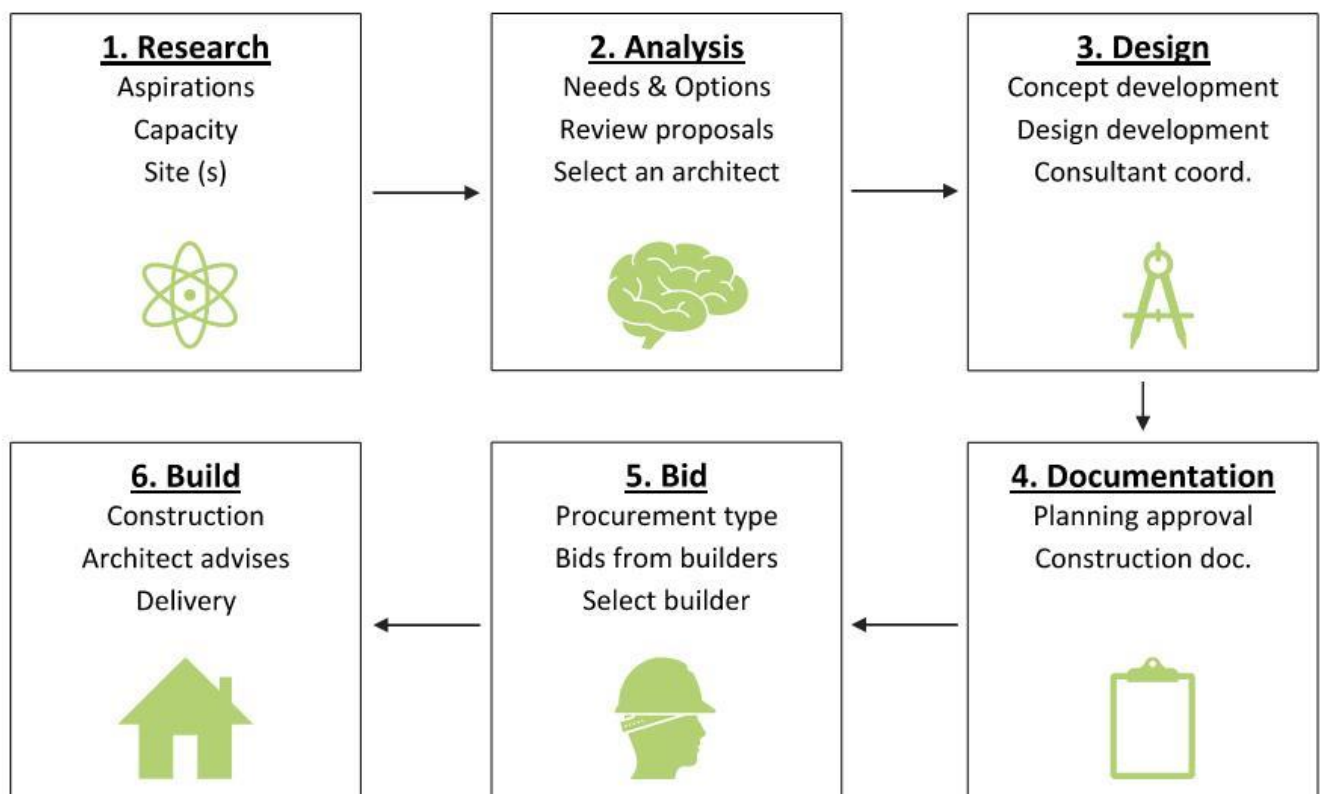 1. Research
Aspirations
Capacity
Site (s)
2. Analysis
Needs & Options
Review proposals
Select an architect
3. Design
Concept development
Design development
Consultant coord.
4. Documentation
Planning approval
Construction doc.
5. Bid
Procurement type
Bids from builders
Select builder
6. Build
Construction
Architect advises
Delivery